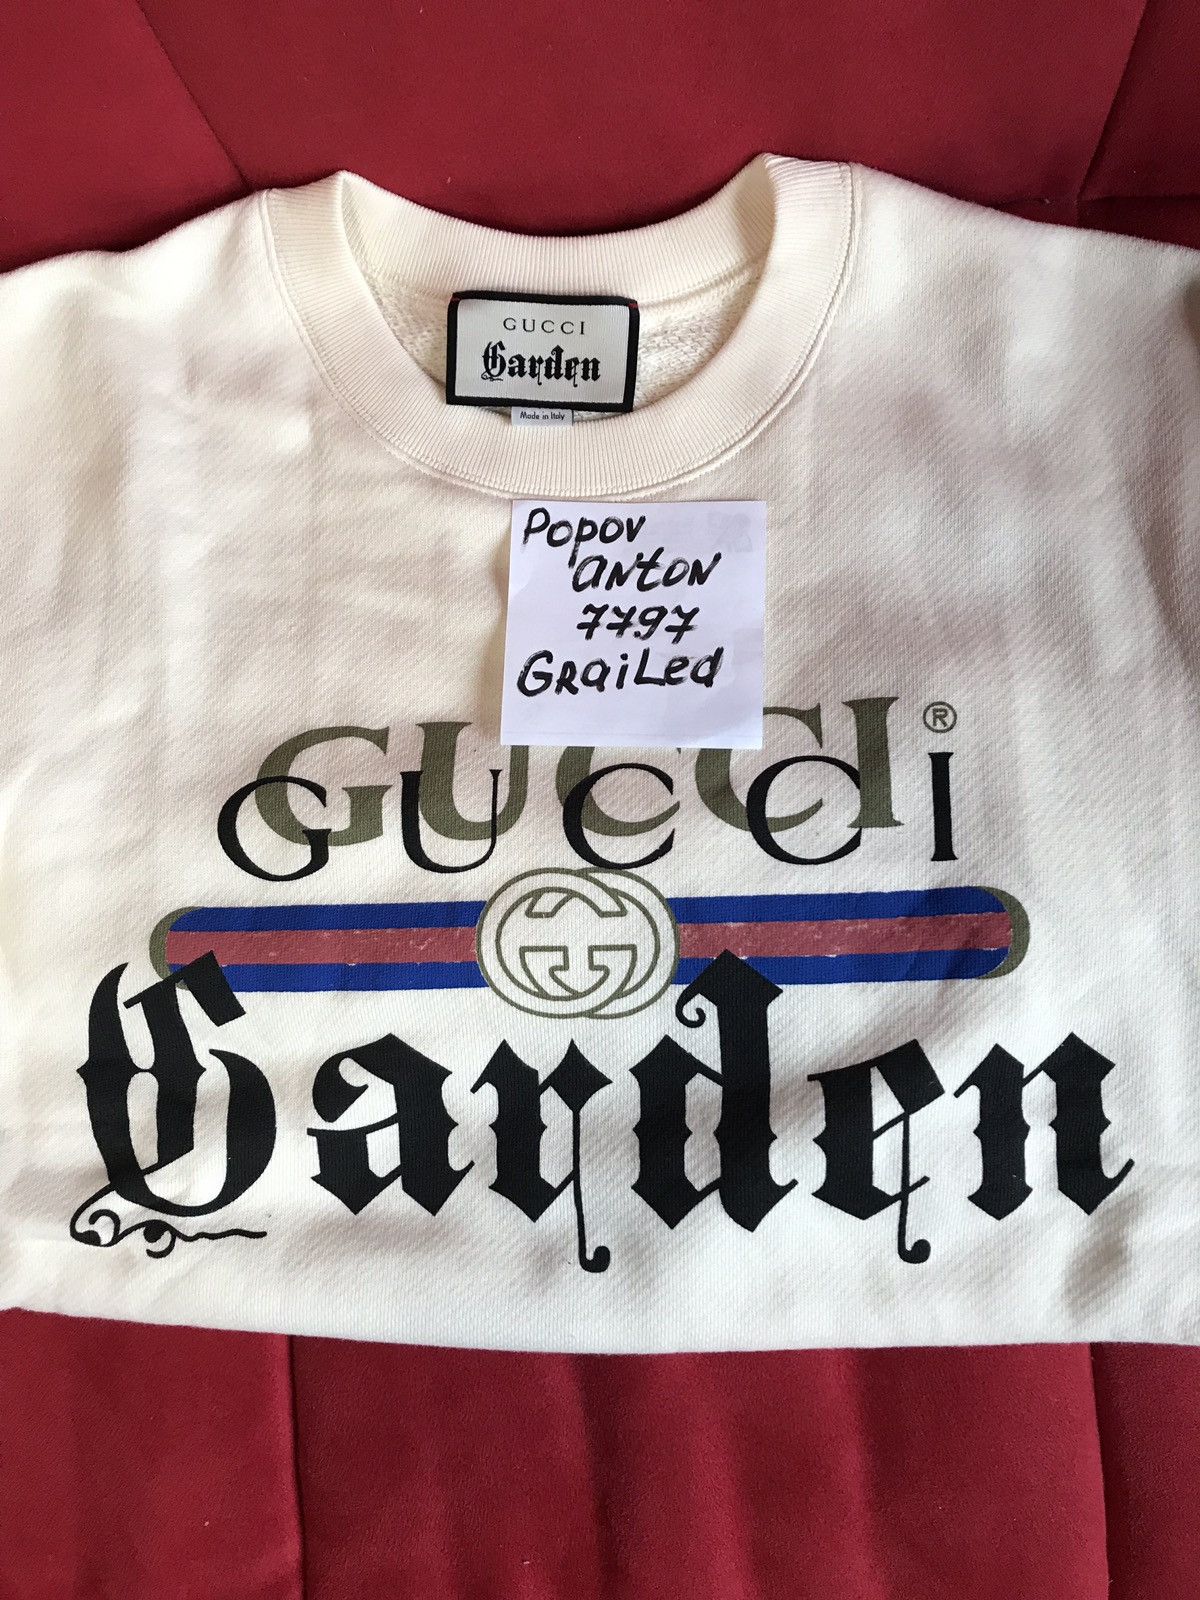 GUCCI
Garden
Made in Italy
Popov
anton
7797
GRaiLed
GUCCI®
GUCCI
Garden